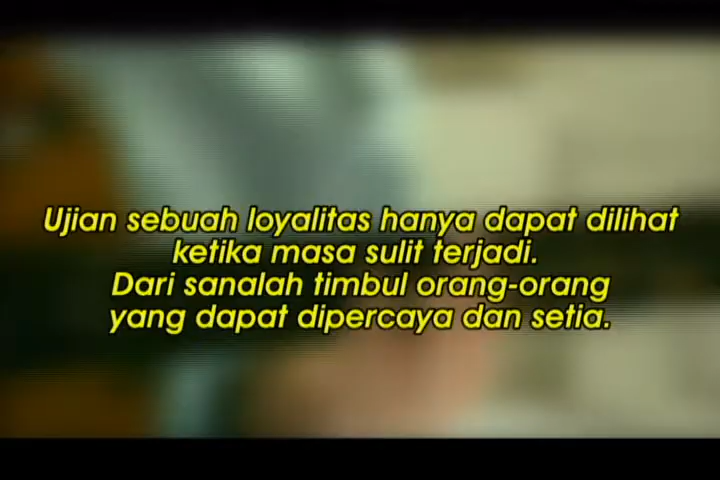 Ujian sebuah loyalitas hanya dapat dilihat
ketika masa sulit terjadi.
Dari sanalah timbul orang-orang
yang dapat dipercaya dan setia.